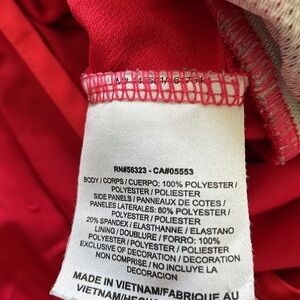 RN#56323 - CA#05553
BODY / CORPS / CUERPO: 100% POLYESTER /
POLYESTER / POLIESTER
SIDE PANELS / PANNEAUX DE COTES /
PANELES LATERALES: 80% POLYESTER /
POLYESTER / POLIESTER
20% SPANDEX / ELASTHANNE / ELASTANO
LINING / DOUBLURE / FORRO: 100%
POLYESTER / POLYESTER / POLIESTER
EXCLUSIVE OF DECORATION / DECORATION
NON COMPRISE / NO INCLUYE LA
DECORACION
MADE IN VIETNAM/FABRIQUE AU